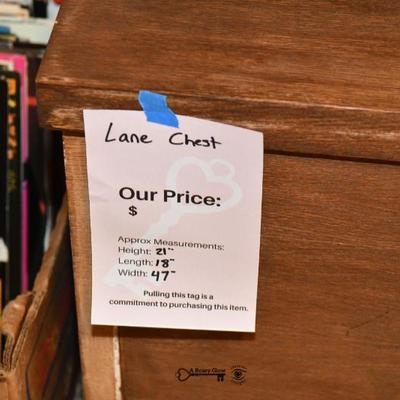 Lane Chest
Our Price:
$
Approx Measurements:
Height: 21"
Length: 18"
Width: 47"
Pulling this tag is a
commitment to purchasing this item.
A Rosey Glow